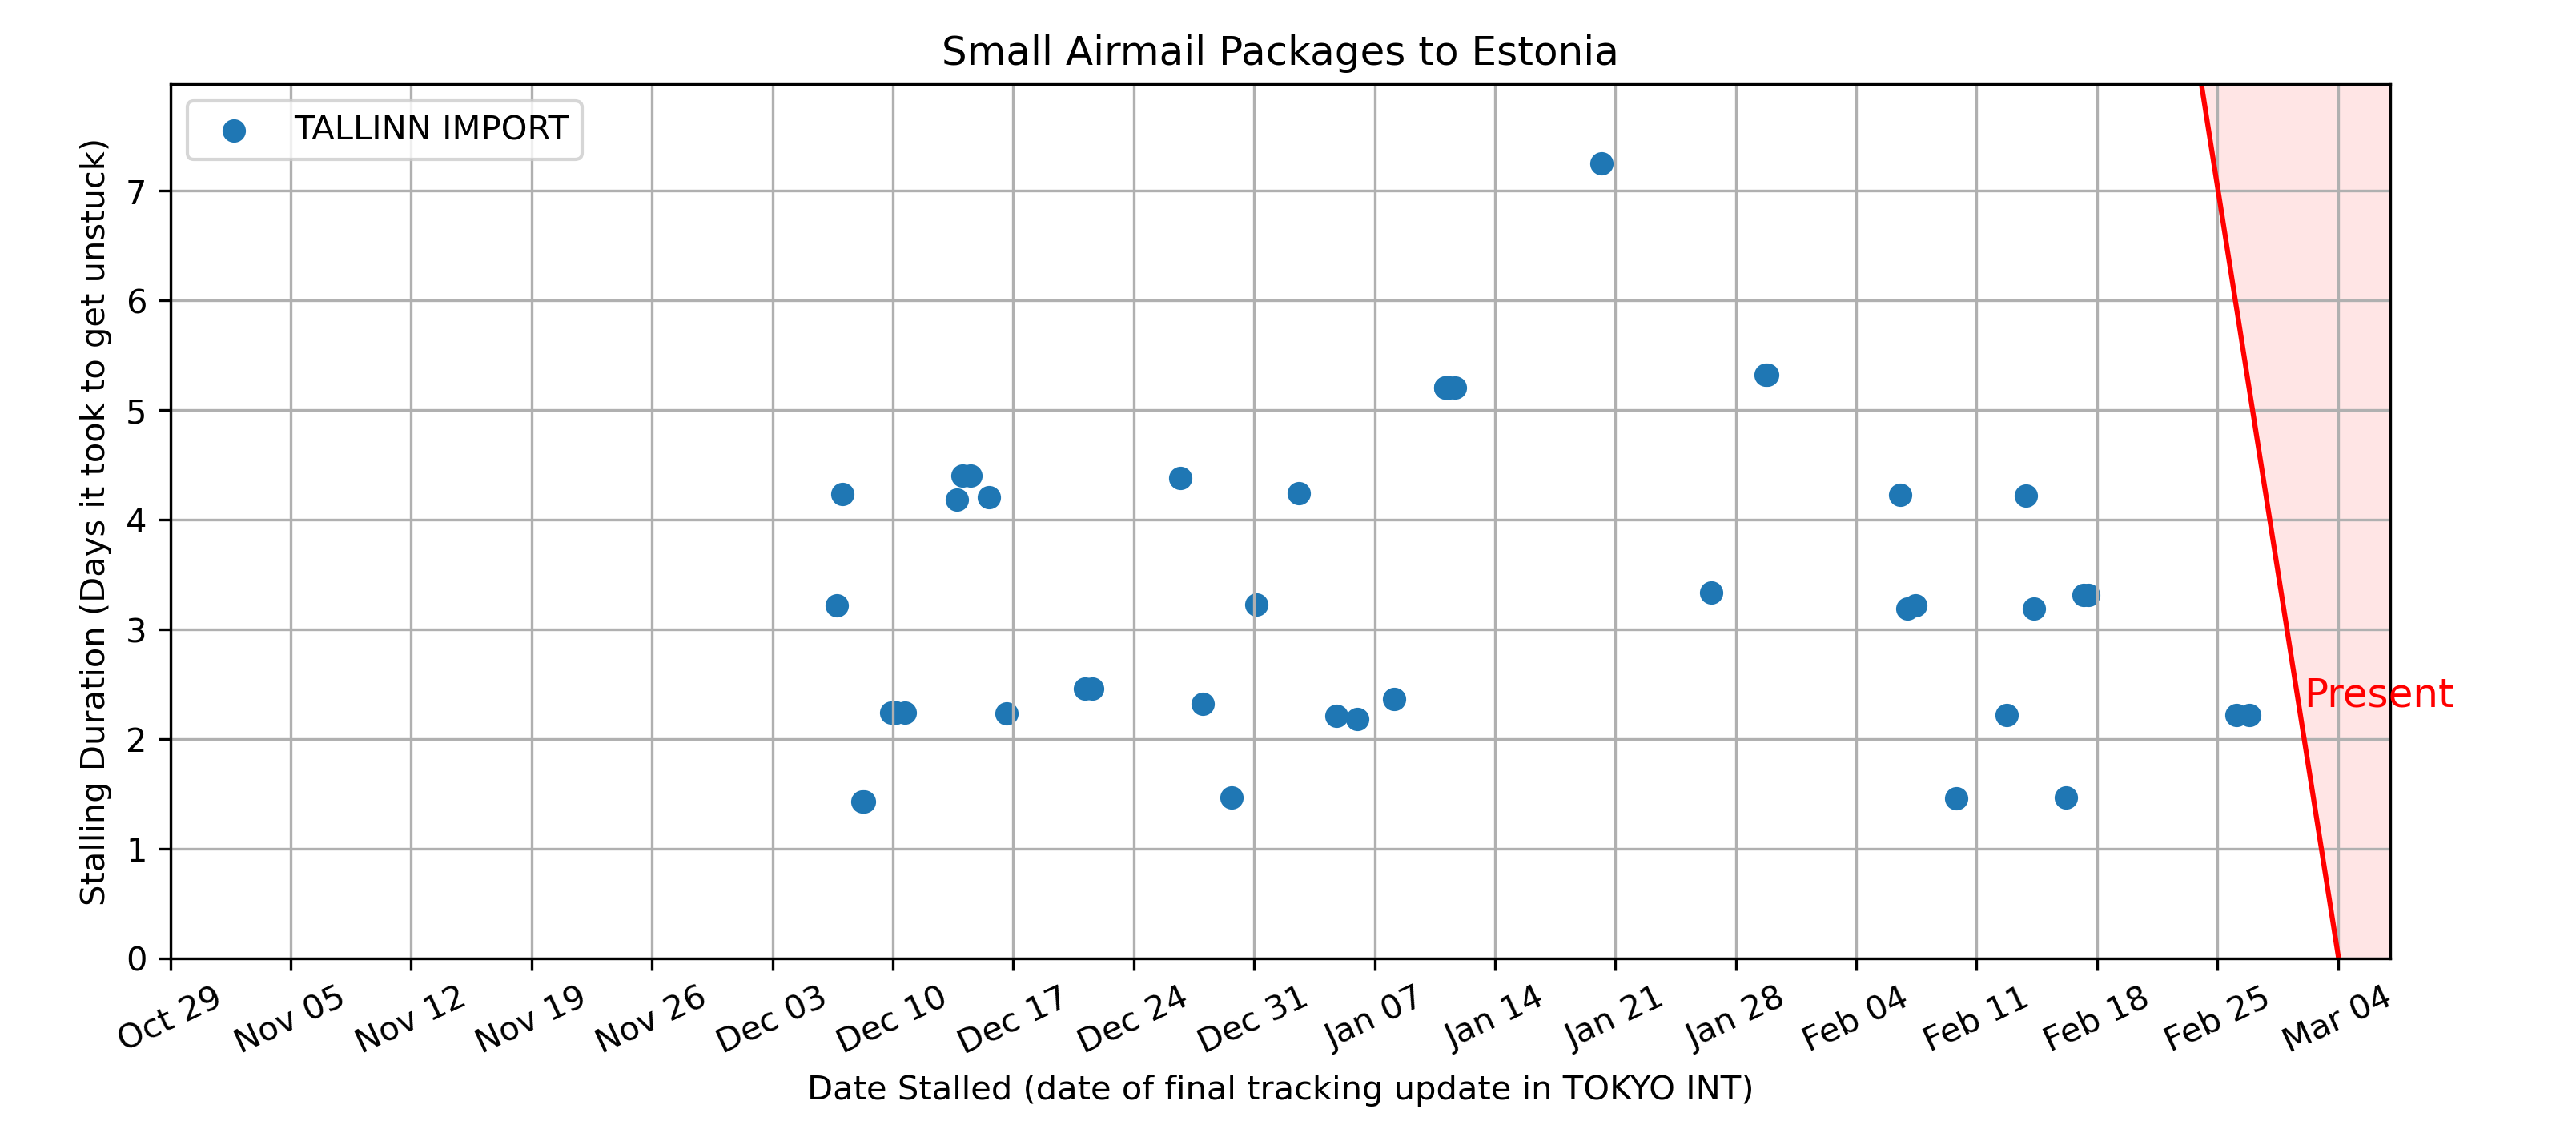 Small Airmail Packages to Estonia
TALLINN IMPORT
Stalling Duration (Days it took to get unstuck)
7
6
5
4
3
2
1
0
Present
Oct 29
Nov 05
Nov 12
Nov 19
Nov 26
Dec 03
Dec 10
Dec 17
Dec 24
Dec 31
Jan 07
Jan 14
Jan 21
Jan 28
Feb 04
Feb 11
Feb 18
Feb 25
Mar 04
Date Stalled (date of final tracking update in TOKYO INT)